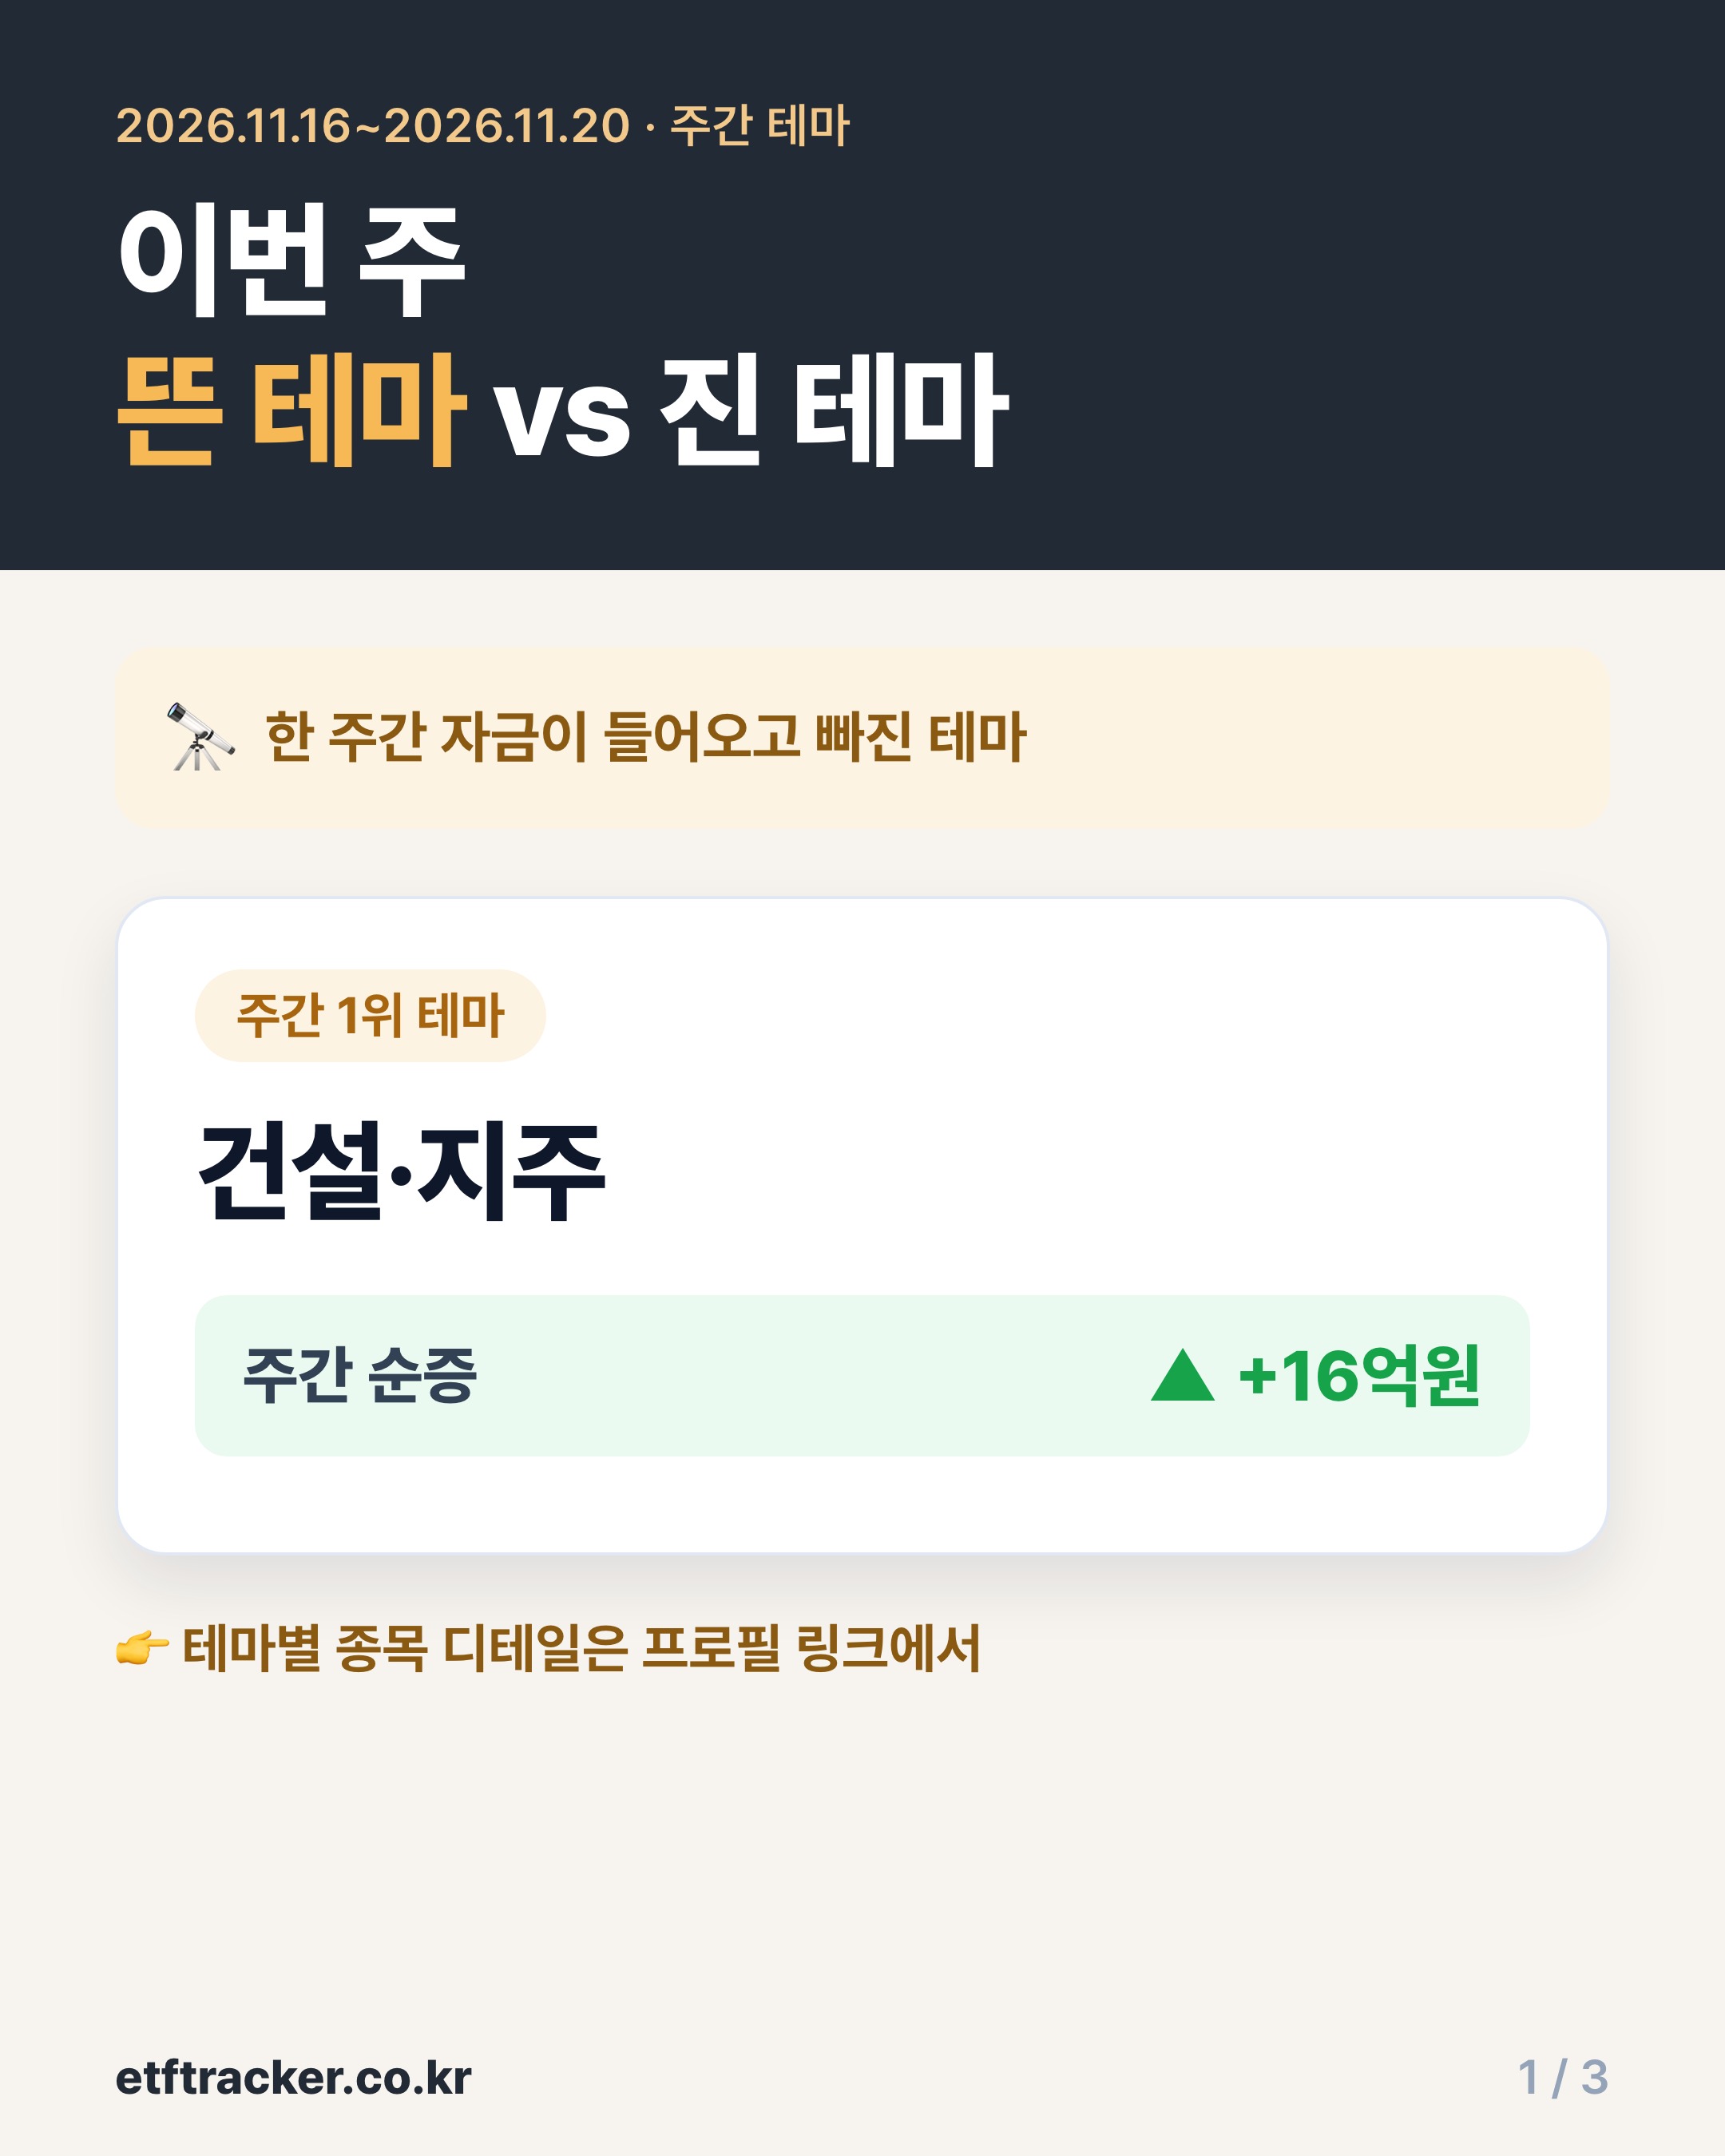 2026.11.16~2026.11.20 · 주간 테마
이번 주
뜬 테마 vs 진 테마
한 주간 자금이 들어오고 빠진 테마
주간 1위 테마
건설·지주
주간 순증 ▲ +16억원
테마별 종목 디테일은 프로필 링크에서
etftracker.co.kr
1 / 3